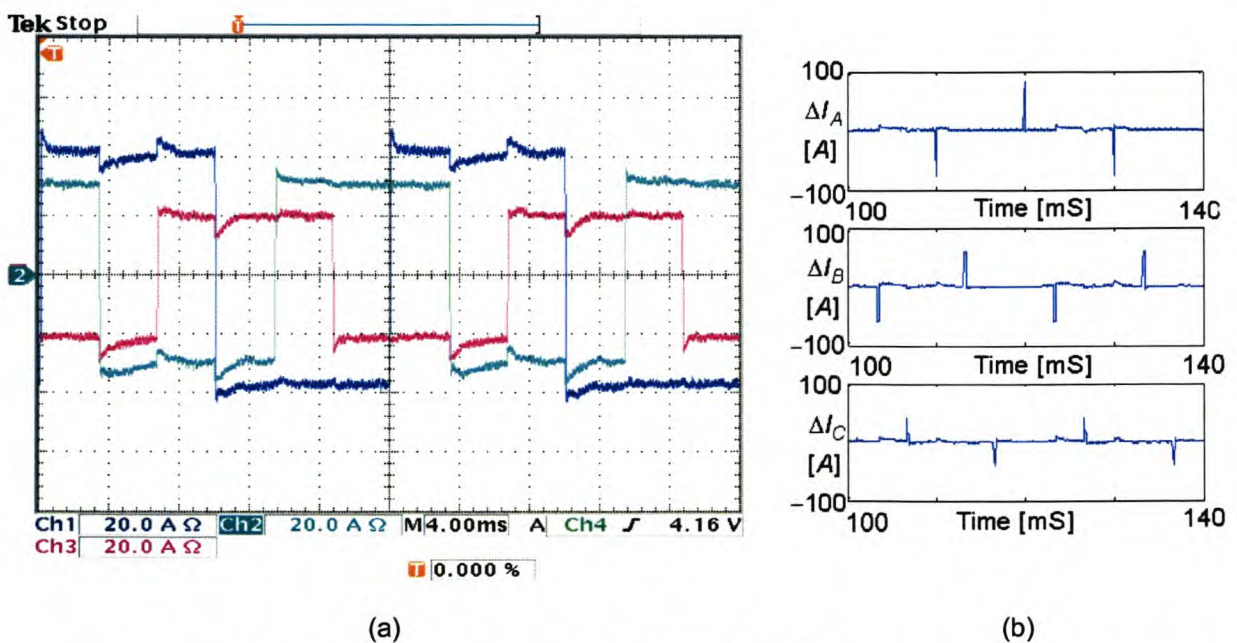 Tek Stop
T
T
2
Ch1 20.0 A Ω Ch2 20.0 A Ω M 4.00ms A Ch4 ʃ 4.16 V
Ch3 20.0 A Ω
T 0.000 %
(a)
100
ΔI_A
[A]
−100
100 Time [mS] 140
100
ΔI_B
[A]
−100
100 Time [mS] 140
100
ΔI_C
[A]
−100
100 Time [mS] 140
(b)